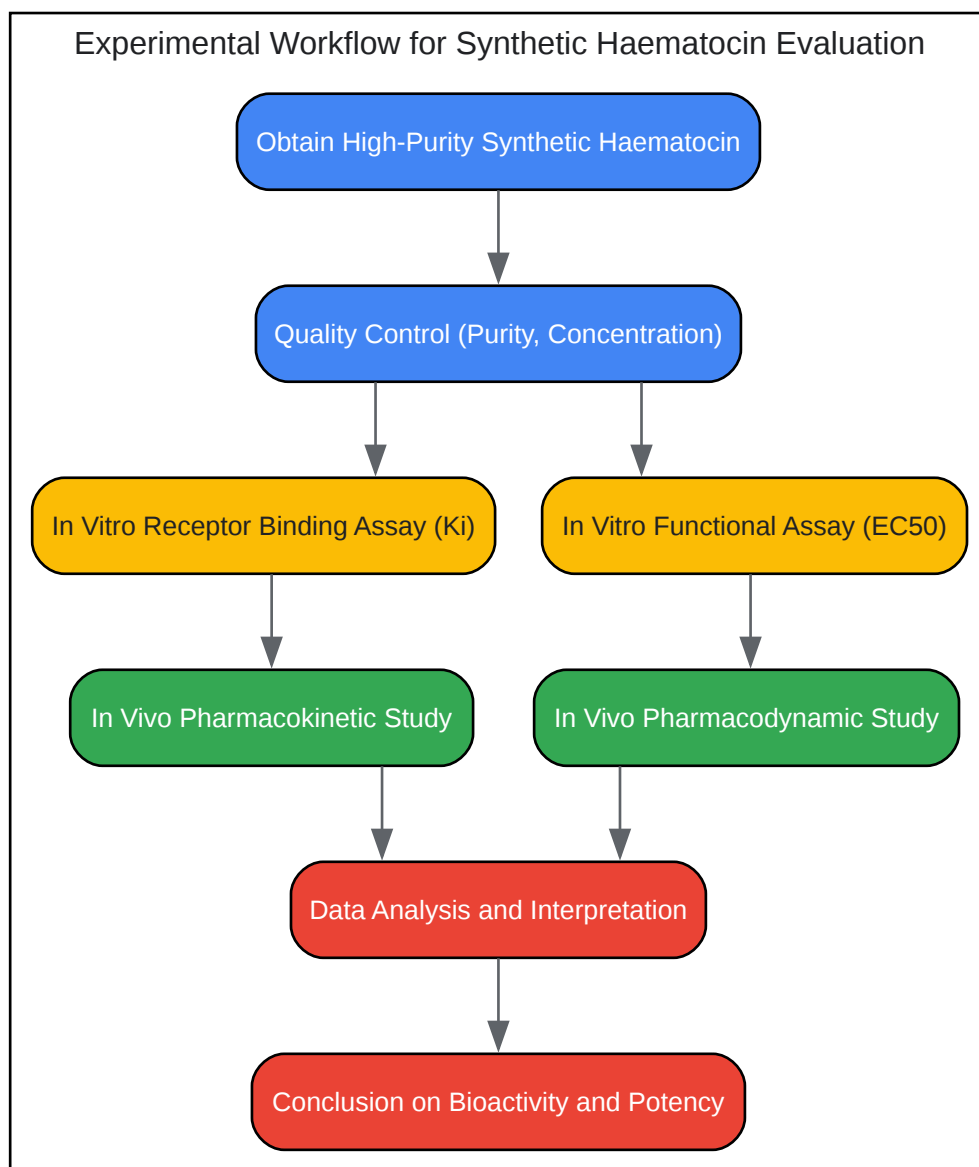 Experimental Workflow for Synthetic Haematocin Evaluation
Obtain High-Purity Synthetic Haematocin
Quality Control (Purity, Concentration)
In Vitro Receptor Binding Assay (Ki)
In Vitro Functional Assay (EC50)
In Vivo Pharmacokinetic Study
In Vivo Pharmacodynamic Study
Data Analysis and Interpretation
Conclusion on Bioactivity and Potency